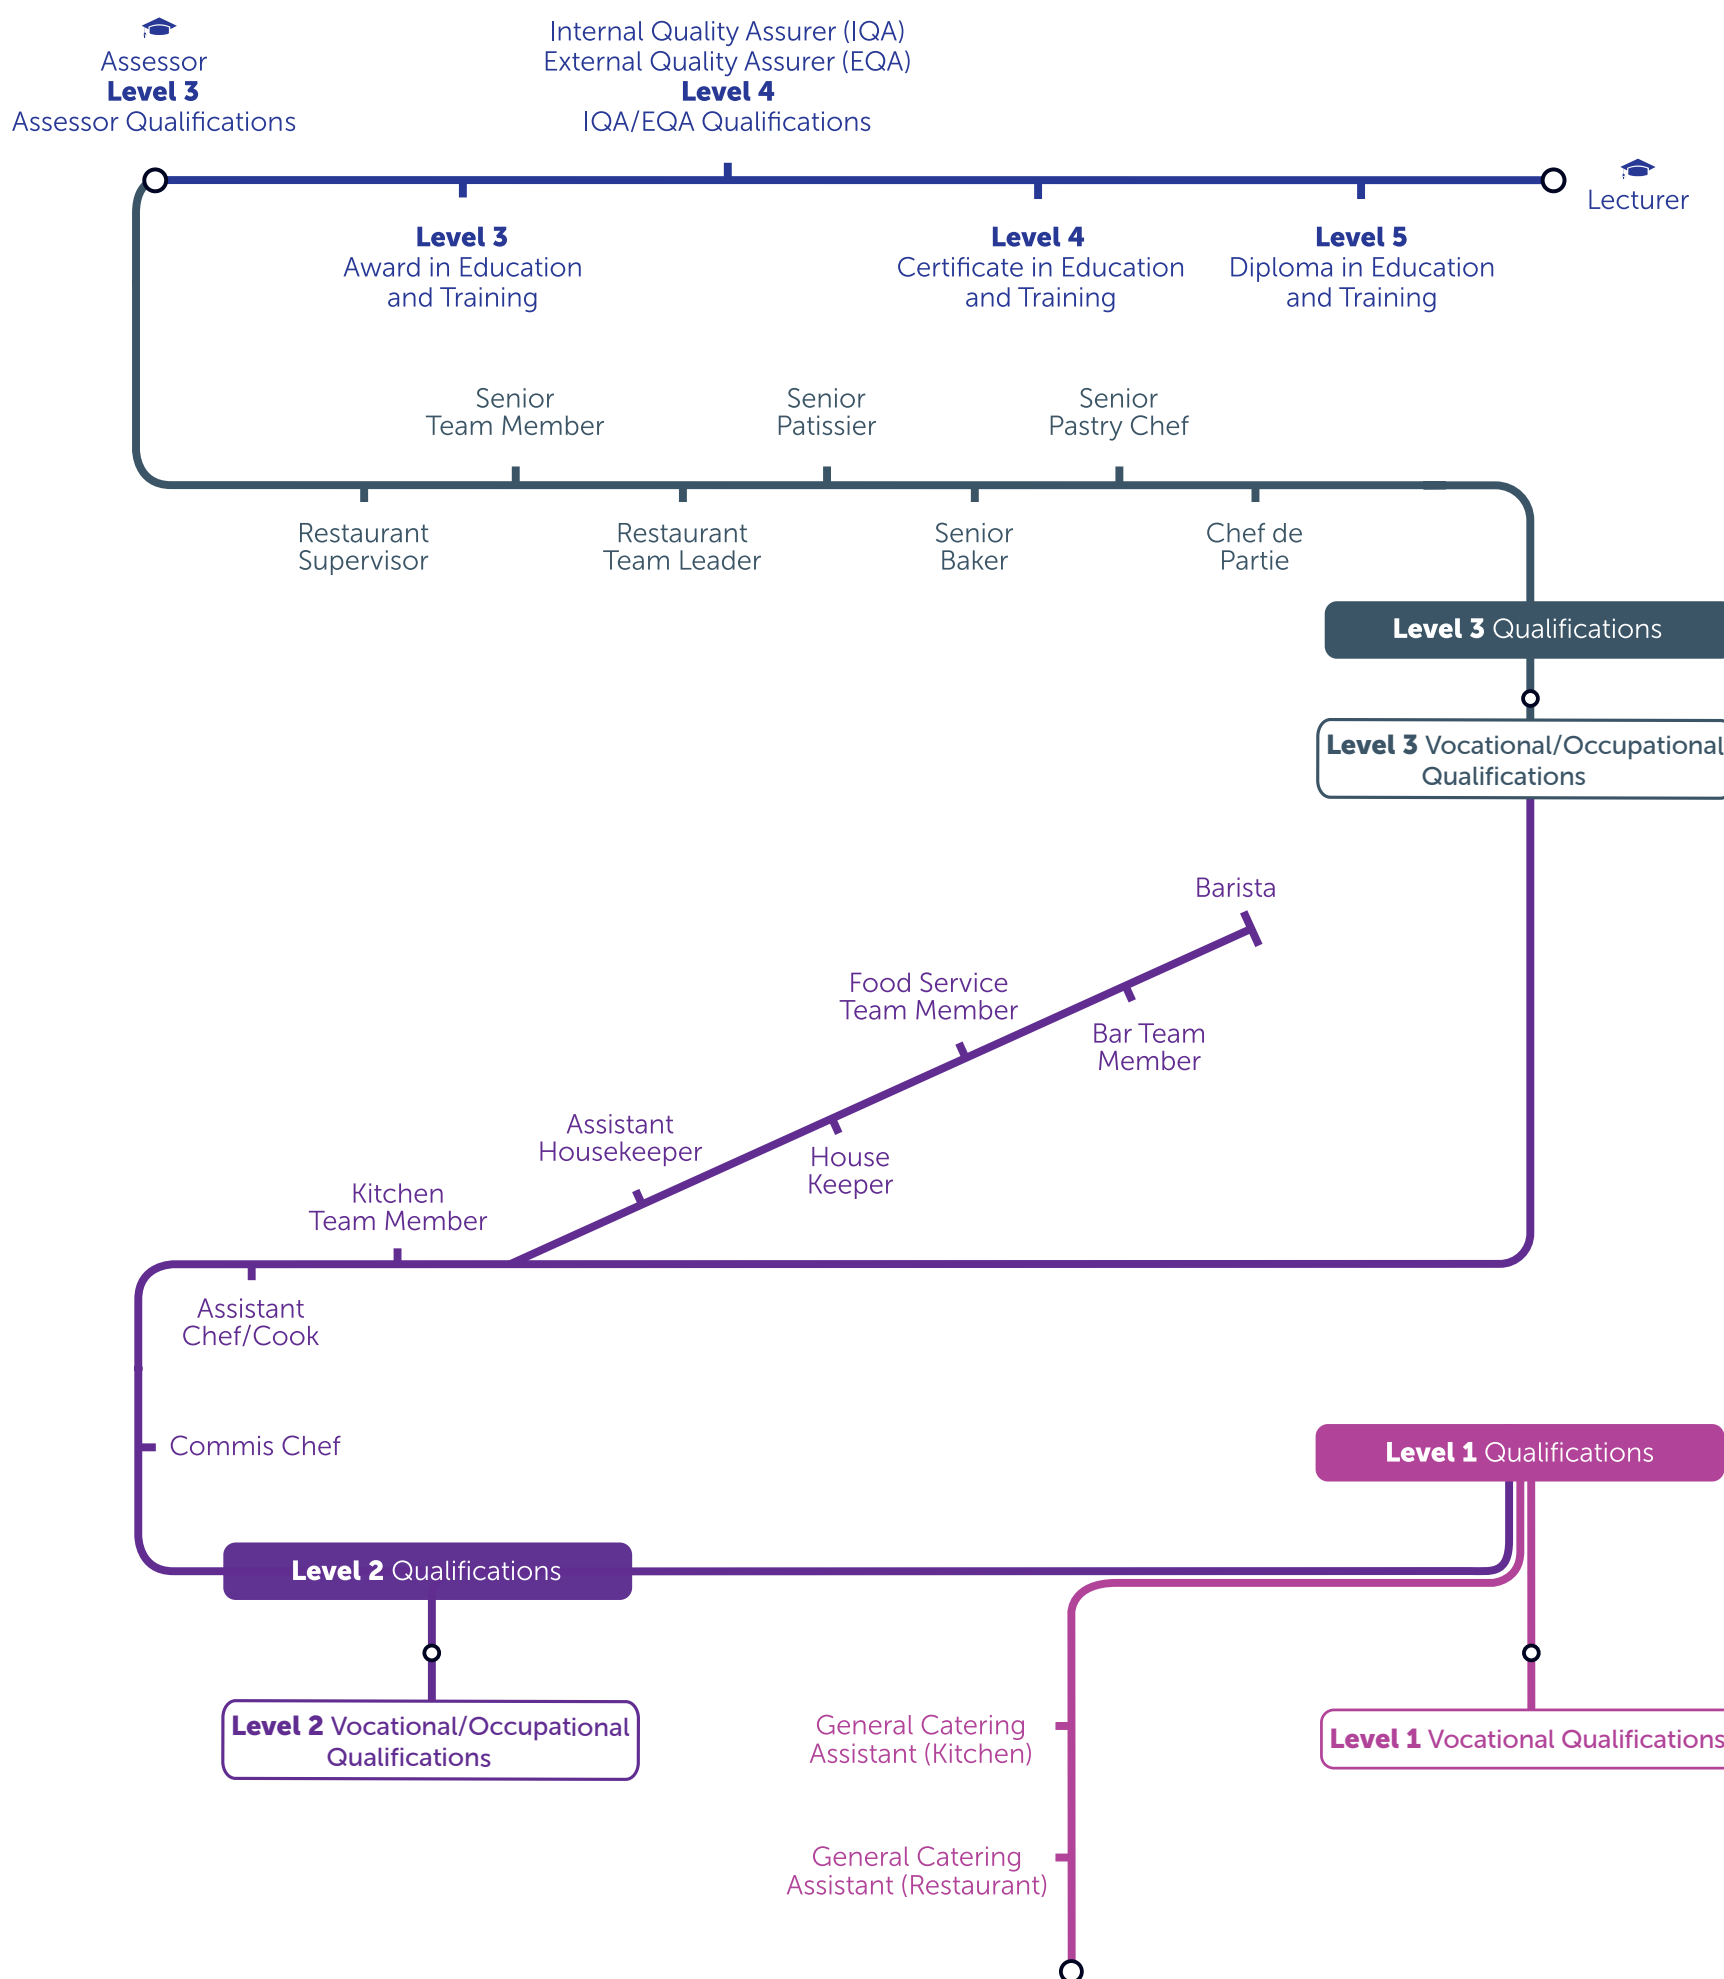 Assessor
Level 3
Assessor Qualifications
Internal Quality Assurer (IQA)
External Quality Assurer (EQA)
Level 4
IQA/EQA Qualifications
Lecturer
Level 3
Award in Education
and Training
Level 4
Certificate in Education
and Training
Level 5
Diploma in Education
and Training
Senior
Team Member
Senior
Patissier
Senior
Pastry Chef
Restaurant
Supervisor
Restaurant
Team Leader
Senior
Baker
Chef de
Partie
Level 3 Qualifications
Level 3 Vocational/Occupational
Qualifications
Barista
Food Service
Team Member
Bar Team
Member
Assistant
Housekeeper
House
Keeper
Kitchen
Team Member
Assistant
Chef/Cook
Commis Chef
Level 1 Qualifications
Level 2 Qualifications
Level 2 Vocational/Occupational
Qualifications
General Catering
Assistant (Kitchen)
Level 1 Vocational Qualifications
General Catering
Assistant (Restaurant)